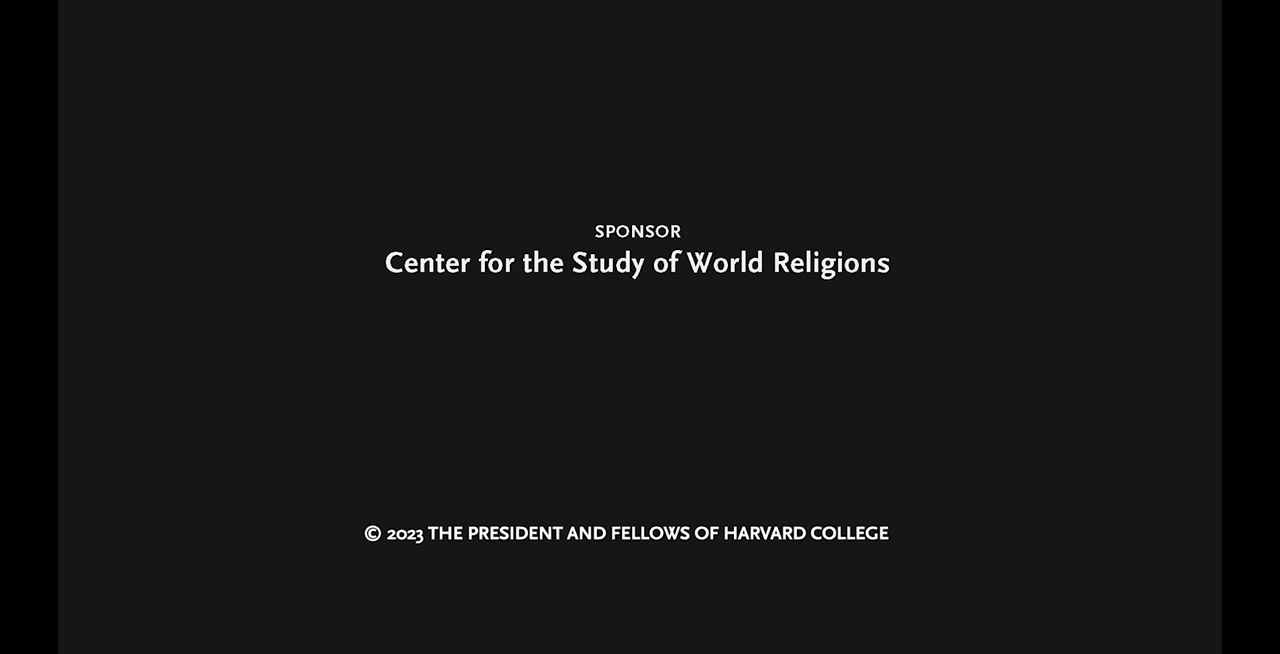 SPONSOR
Center for the Study of World Religions
© 2023 THE PRESIDENT AND FELLOWS OF HARVARD COLLEGE